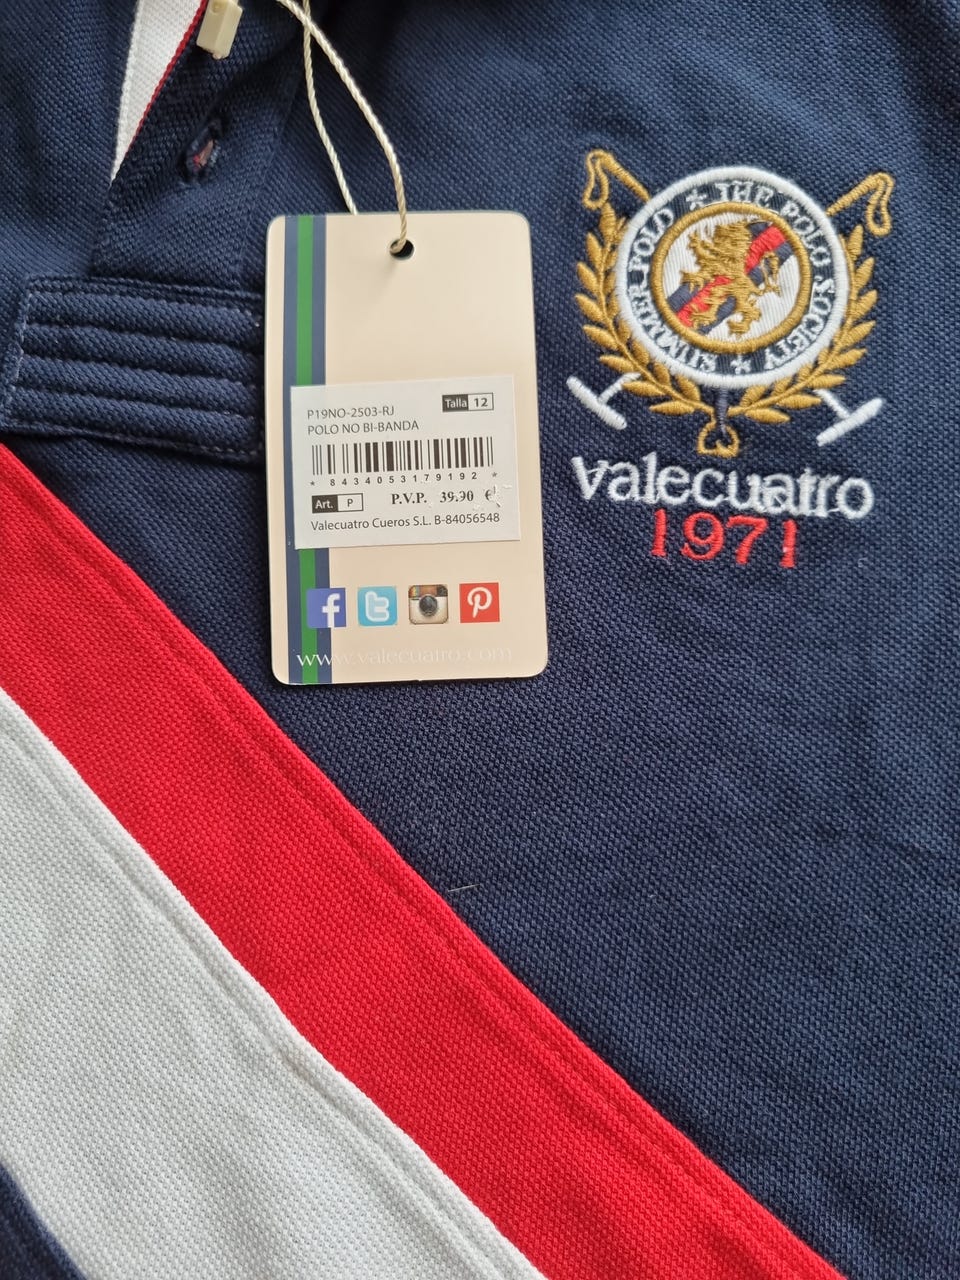 P19NO-2503-RJ
Talla 12
POLO NO BI-BANDA
* 8434053179192 *
Art. P P.V.P. 39.90 €
Valecuatro Cueros S.L. B-84056548
www.valecuatro.com
THE POLO SOCIETY
SUMMER POLO
valecuatro
1971